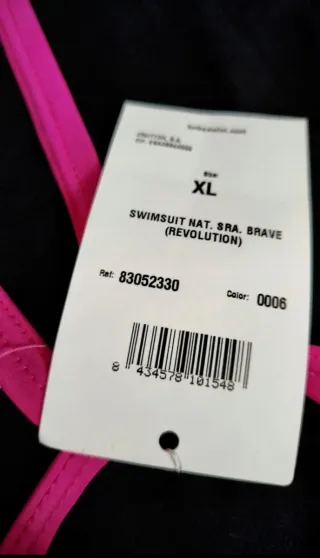 Size:
XL
SWIMSUIT NAT. SRA. BRAVE
(REVOLUTION)
Ref: 83052330
Color: 0006
8 434578 101548